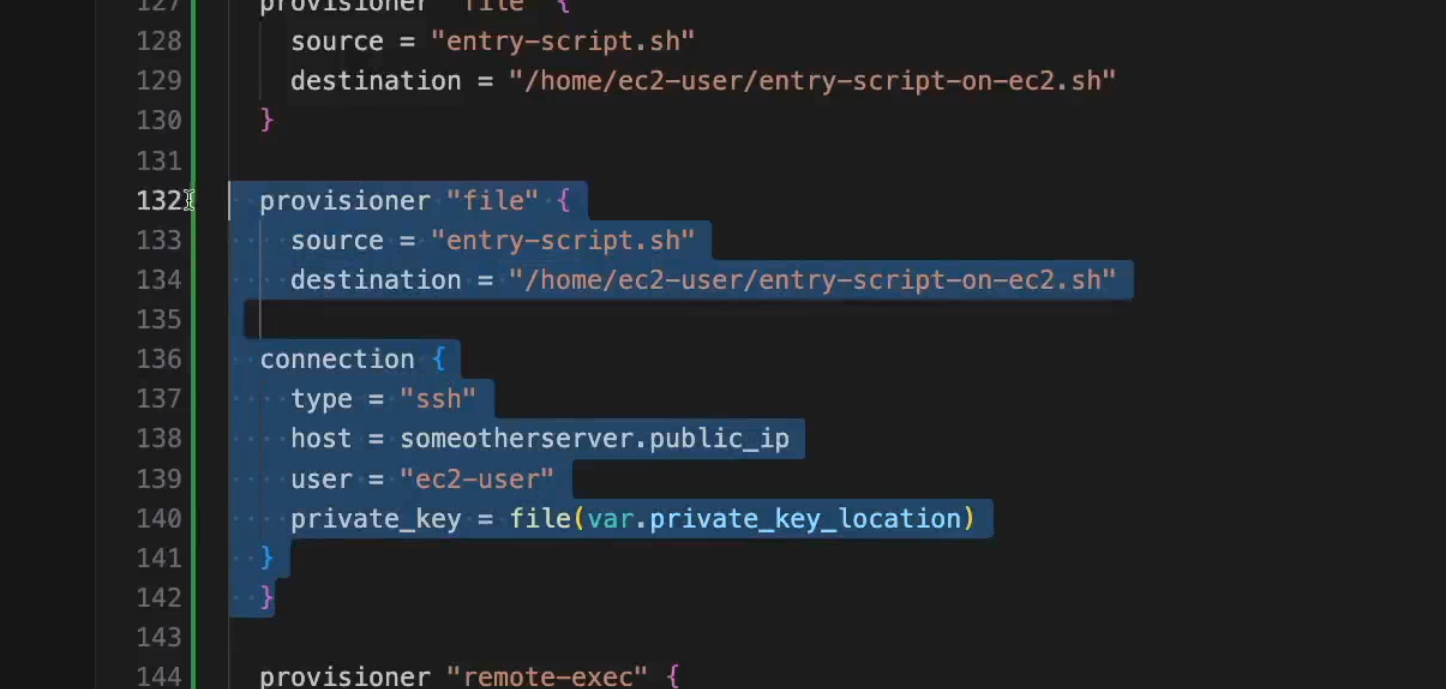 127 provisioner "file" {
128 source = "entry-script.sh"
129 destination = "/home/ec2-user/entry-script-on-ec2.sh"
130 }
131
132 provisioner "file" {
133 source = "entry-script.sh"
134 destination = "/home/ec2-user/entry-script-on-ec2.sh"
135
136 connection {
137 type = "ssh"
138 host = someotherserver.public_ip
139 user = "ec2-user"
140 private_key = file(var.private_key_location)
141 }
142 }
143
144 provisioner "remote-exec" {